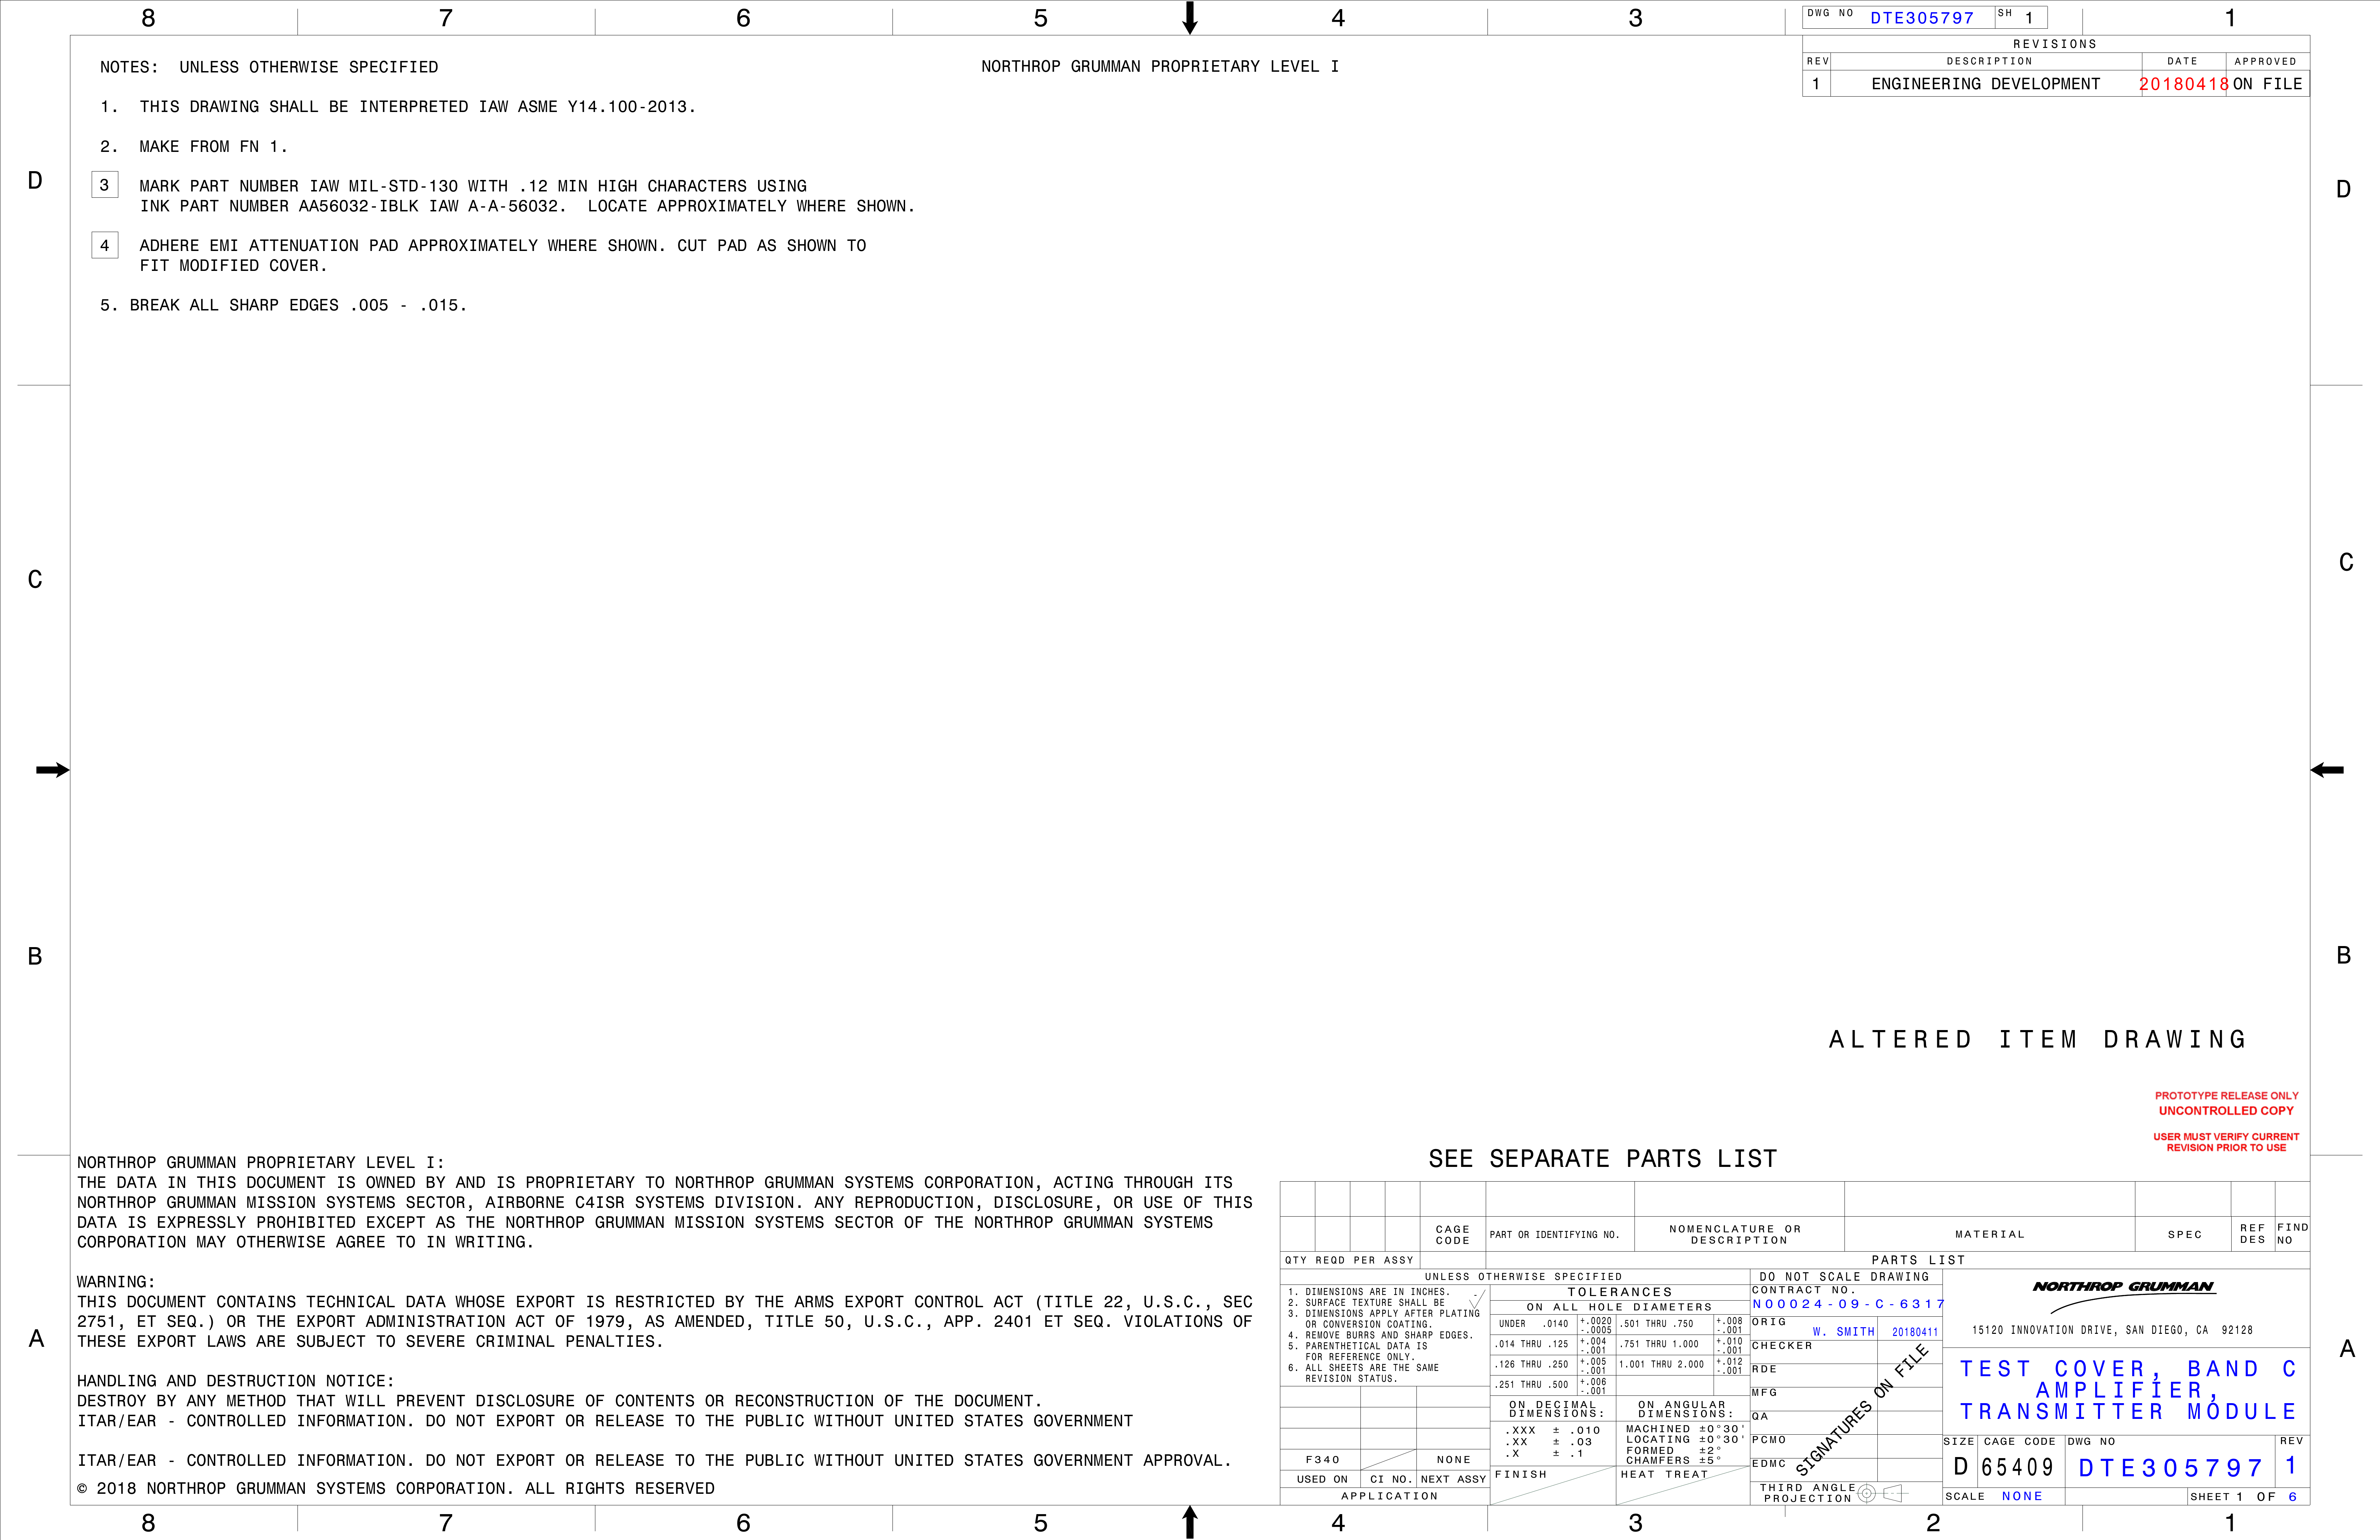 8 7 6 5 4 3 1
DWG NO DTE305797 SH 1
REVISIONS
REV DESCRIPTION DATE APPROVED
1 ENGINEERING DEVELOPMENT 20180418 ON FILE
NORTHROP GRUMMAN PROPRIETARY LEVEL I
NOTES: UNLESS OTHERWISE SPECIFIED
1. THIS DRAWING SHALL BE INTERPRETED IAW ASME Y14.100-2013.
2. MAKE FROM FN 1.
3 MARK PART NUMBER IAW MIL-STD-130 WITH .12 MIN HIGH CHARACTERS USING
INK PART NUMBER AA56032-IBLK IAW A-A-56032. LOCATE APPROXIMATELY WHERE SHOWN.
4 ADHERE EMI ATTENUATION PAD APPROXIMATELY WHERE SHOWN. CUT PAD AS SHOWN TO
FIT MODIFIED COVER.
5. BREAK ALL SHARP EDGES .005 - .015.
D D
C C
B B
A A
ALTERED ITEM DRAWING
PROTOTYPE RELEASE ONLY
UNCONTROLLED COPY
USER MUST VERIFY CURRENT
REVISION PRIOR TO USE
SEE SEPARATE PARTS LIST
NORTHROP GRUMMAN PROPRIETARY LEVEL I:
THE DATA IN THIS DOCUMENT IS OWNED BY AND IS PROPRIETARY TO NORTHROP GRUMMAN SYSTEMS CORPORATION, ACTING THROUGH ITS
NORTHROP GRUMMAN MISSION SYSTEMS SECTOR, AIRBORNE C4ISR SYSTEMS DIVISION. ANY REPRODUCTION, DISCLOSURE, OR USE OF THIS
DATA IS EXPRESSLY PROHIBITED EXCEPT AS THE NORTHROP GRUMMAN MISSION SYSTEMS SECTOR OF THE NORTHROP GRUMMAN SYSTEMS
CORPORATION MAY OTHERWISE AGREE TO IN WRITING.
WARNING:
THIS DOCUMENT CONTAINS TECHNICAL DATA WHOSE EXPORT IS RESTRICTED BY THE ARMS EXPORT CONTROL ACT (TITLE 22, U.S.C., SEC
2751, ET SEQ.) OR THE EXPORT ADMINISTRATION ACT OF 1979, AS AMENDED, TITLE 50, U.S.C., APP. 2401 ET SEQ. VIOLATIONS OF
THESE EXPORT LAWS ARE SUBJECT TO SEVERE CRIMINAL PENALTIES.
HANDLING AND DESTRUCTION NOTICE:
DESTROY BY ANY METHOD THAT WILL PREVENT DISCLOSURE OF CONTENTS OR RECONSTRUCTION OF THE DOCUMENT.
ITAR/EAR - CONTROLLED INFORMATION. DO NOT EXPORT OR RELEASE TO THE PUBLIC WITHOUT UNITED STATES GOVERNMENT
ITAR/EAR - CONTROLLED INFORMATION. DO NOT EXPORT OR RELEASE TO THE PUBLIC WITHOUT UNITED STATES GOVERNMENT APPROVAL.
© 2018 NORTHROP GRUMMAN SYSTEMS CORPORATION. ALL RIGHTS RESERVED
CAGE CODE PART OR IDENTIFYING NO. NOMENCLATURE OR DESCRIPTION MATERIAL SPEC REF DES FIND NO
QTY REQD PER ASSY PARTS LIST
UNLESS OTHERWISE SPECIFIED
1. DIMENSIONS ARE IN INCHES.
2. SURFACE TEXTURE SHALL BE
3. DIMENSIONS APPLY AFTER PLATING
OR CONVERSION COATING.
4. REMOVE BURRS AND SHARP EDGES.
5. PARENTHETICAL DATA IS
FOR REFERENCE ONLY.
6. ALL SHEETS ARE THE SAME
REVISION STATUS.
TOLERANCES
ON ALL HOLE DIAMETERS
UNDER .0140 +.0020 -.0005 .501 THRU .750 +.008 -.001
.014 THRU .125 +.004 -.001 .751 THRU 1.000 +.010 -.001
.126 THRU .250 +.005 -.001 1.001 THRU 2.000 +.012 -.001
.251 THRU .500 +.006 -.001
ON DECIMAL DIMENSIONS:
.XXX ± .010
.XX ± .03
.X ± .1
ON ANGULAR DIMENSIONS:
MACHINED ±0°30'
LOCATING ±0°30'
FORMED ±2°
CHAMFERS ±5°
FINISH HEAT TREAT
F340 NONE
USED ON CI NO. NEXT ASSY
APPLICATION
DO NOT SCALE DRAWING
CONTRACT NO.
N00024-09-C-6317
ORIG W. SMITH 20180411
CHECKER
RDE
MFG
QA
PCMO
EDMC
SIGNATURES ON FILE
THIRD ANGLE
PROJECTION
NORTHROP GRUMMAN
15120 INNOVATION DRIVE, SAN DIEGO, CA 92128
TEST COVER, BAND C
AMPLIFIER,
TRANSMITTER MODULE
SIZE CAGE CODE DWG NO REV
D 65409 DTE305797 1
SCALE NONE SHEET 1 OF 6
8 7 6 5 4 3 2 1